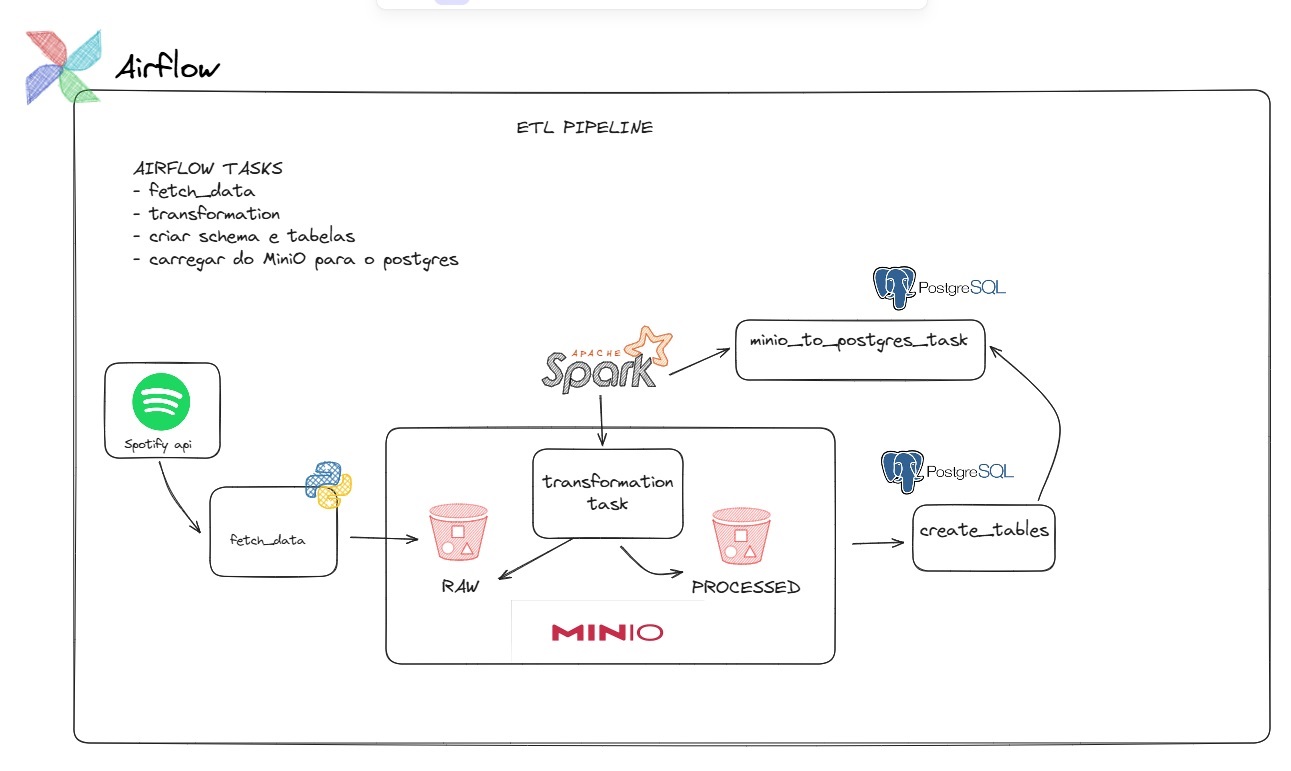 Airflow
ETL PIPELINE
AIRFLOW TASKS
- fetch_data
- transformation
- criar schema e tabelas
- carregar do MiniO para o postgres
PostgreSQL
minio_to_postgres_task
APACHE
Spark
Spotify api
fetch_data
transformation
task
RAW
PROCESSED
MINIO
PostgreSQL
create_tables